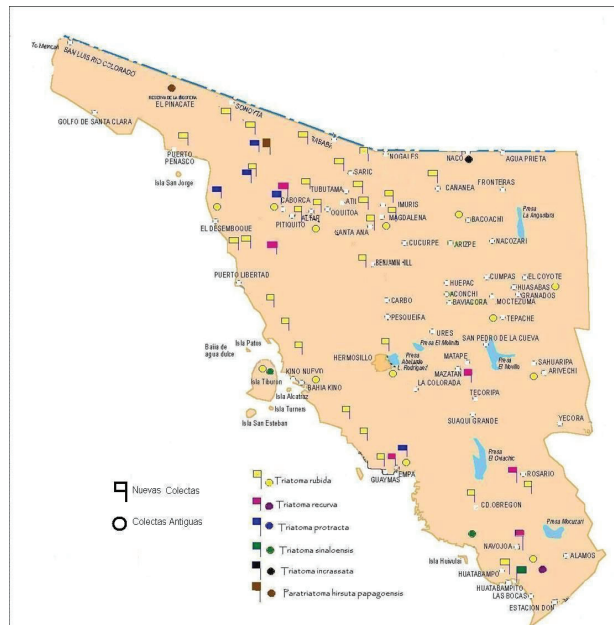 SAN LUIS RIO COLORADO
GOLFO DE SANTA CLARA
EL PINACATE
SONOYTA
PUERTO
PEÑASCO
Isla San Jorge
NOGALES
NACO
AGUA PRIETA
SARIC
TUBUTAMA
CANANEA
FRONTERAS
CABORCA
ATIL
OQUITOA
IMURIS
PITIQUITO
ALTAR
MAGDALENA
BACOACHI
Presa
La Angostura
EL DESEMBOQUE
SANTA ANA
CUCURPE
ARIZPE
NACOZARI
BENJAMIN HILL
PUERTO LIBERTAD
HUEPAC
CUMPAS
EL COYOTE
ACONCHI
HUASABAS
GRANADOS
BAVIACORA
MOCTEZUMA
CARBO
PESQUEIRA
TEPACHE
URES
Presa El Molinito
SAN PEDRO DE LA CUEVA
Isla Patos
Bahia de
agua dulce
HERMOSILLO
Presa
Abelardo
L. Rodriguez
MATAPE
MAZATAN
Presa
El Novillo
SAHUARIPA
ARIVECHI
Isla Tiburon
KINO NUEVO
BAHIA KINO
LA COLORADA
TECORIPA
Isla Alcatraz
Isla Turners
Isla San Esteban
SUAQUI GRANDE
YECORA
Presa
El Oviachic
EMPA
GUAYMAS
ROSARIO
CD. OBREGON
Presa Mocuzari
NAVOJOA
ALAMOS
Isla Huivulai
HUATABAMPO
HUATABAMPITO
LAS BOCAS
ESTACION DON
Nuevas Colectas
Colectas Antiguas
Triatoma rubida
Triatoma recurva
Triatoma protracta
Triatoma sinaloensis
Triatoma incrassata
Paratriatoma hirsuta papagoensis